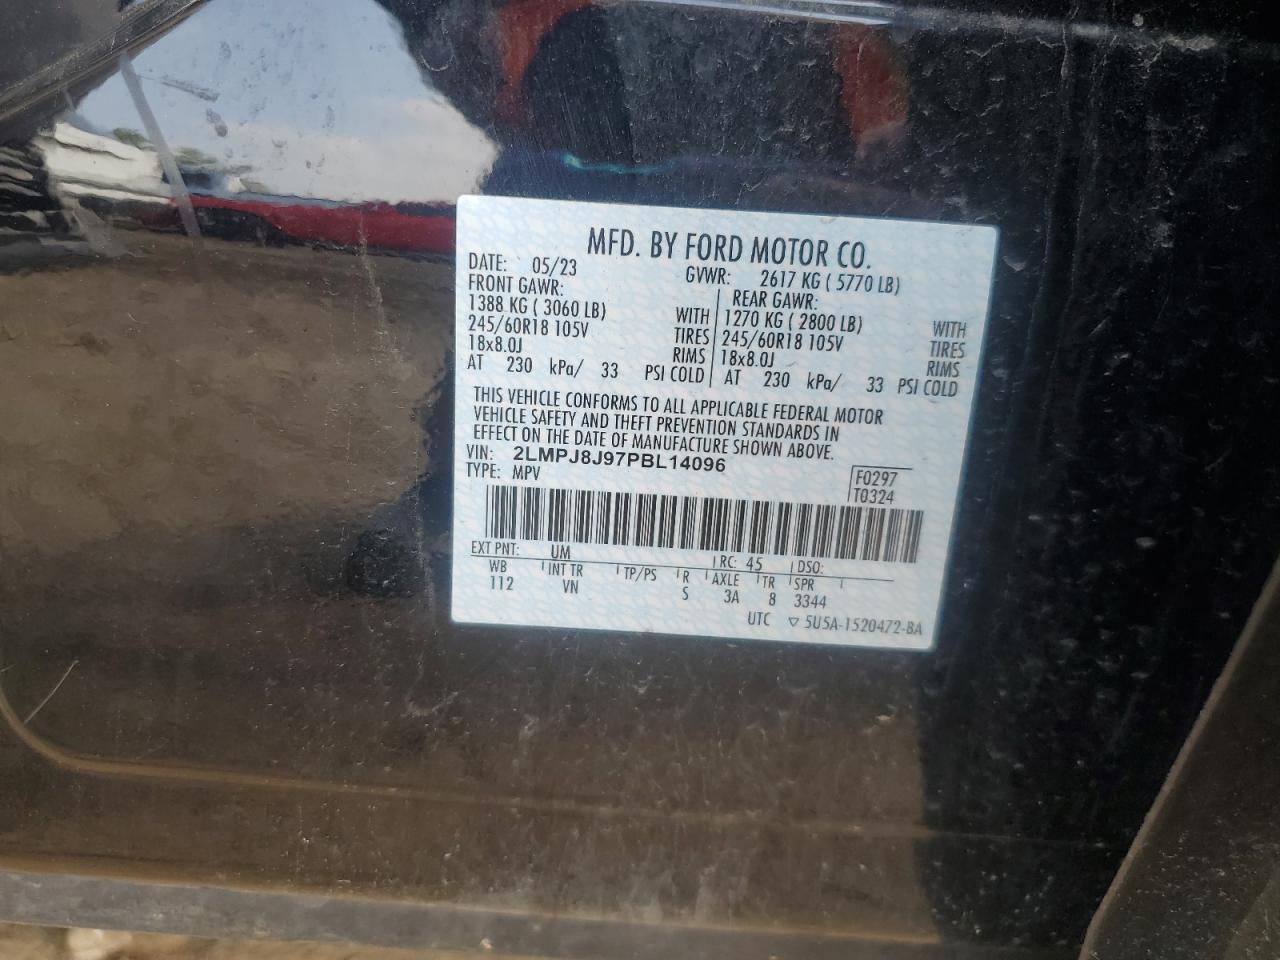 MFD. BY FORD MOTOR CO.
DATE: 05/23 GVWR: 2617 KG ( 5770 LB)
FRONT GAWR: REAR GAWR:
1388 KG ( 3060 LB) WITH 1270 KG ( 2800 LB) WITH
245/60R18 105V TIRES 245/60R18 105V TIRES
18x8.0J RIMS 18x8.0J RIMS
AT 230 kPa/ 33 PSI COLD AT 230 kPa/ 33 PSI COLD
THIS VEHICLE CONFORMS TO ALL APPLICABLE FEDERAL MOTOR
VEHICLE SAFETY AND THEFT PREVENTION STANDARDS IN
EFFECT ON THE DATE OF MANUFACTURE SHOWN ABOVE.
VIN: 2LMPJ8J97PBL14096
TYPE: MPV
F0297
T0324
EXT PNT: UM RC: 45 DSO:
WB INT TR TP/PS R AXLE TR SPR
112 VN S 3A 8 3344
UTC ▽ 5U5A-1520472-BA